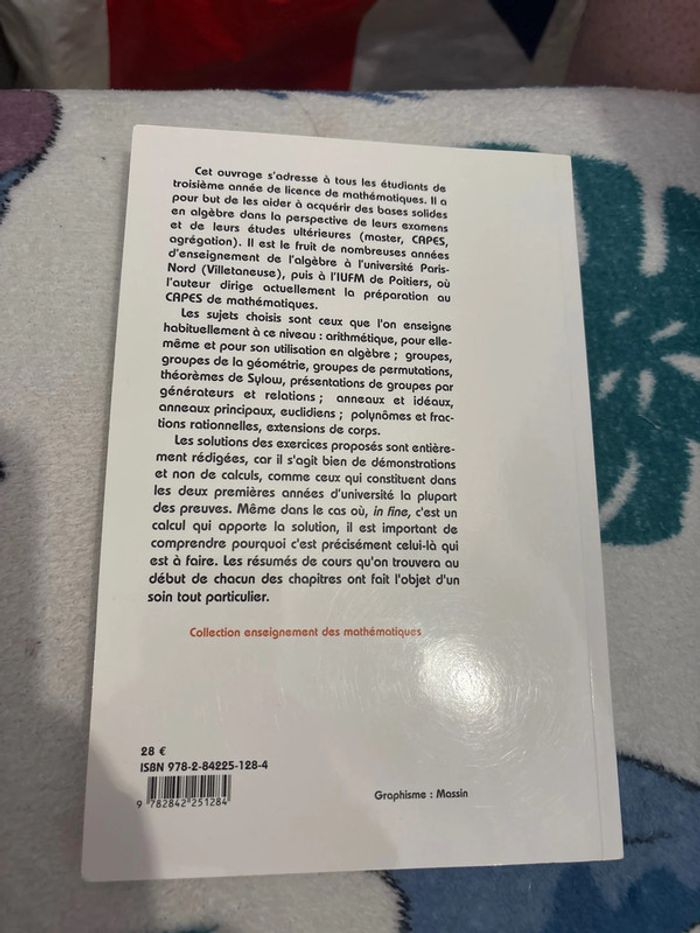 Cet ouvrage s'adresse à tous les étudiants de
troisième année de licence de mathématiques. Il a
pour but de les aider à acquérir des bases solides
en algèbre dans la perspective de leurs examens
et de leurs études ultérieures (master, CAPES,
agrégation). Il est le fruit de nombreuses années
d'enseignement de l'algèbre à l'université Paris-
Nord (Villetaneuse), puis à l'IUFM de Poitiers, où
l'auteur dirige actuellement la préparation au
CAPES de mathématiques.
Les sujets choisis sont ceux que l'on enseigne
habituellement à ce niveau : arithmétique, pour elle-
même et pour son utilisation en algèbre ; groupes,
groupes de la géométrie, groupes de permutations,
théorèmes de Sylow, présentations de groupes par
générateurs et relations ; anneaux et idéaux,
anneaux principaux, euclidiens ; polynômes et frac-
tions rationnelles, extensions de corps.
Les solutions des exercices proposés sont entière-
ment rédigées, car il s'agit bien de démonstrations
et non de calculs, comme ceux qui constituent dans
les deux premières années d'université la plupart
des preuves. Même dans le cas où, in fine, c'est un
calcul qui apporte la solution, il est important de
comprendre pourquoi c'est précisément celui-là qui
est à faire. Les résumés de cours qu'on trouvera au
début de chacun des chapitres ont fait l'objet d'un
soin tout particulier.
Collection enseignement des mathématiques
28 €
ISBN 978-2-84225-128-4
9 782842 251284
Graphisme : Massin